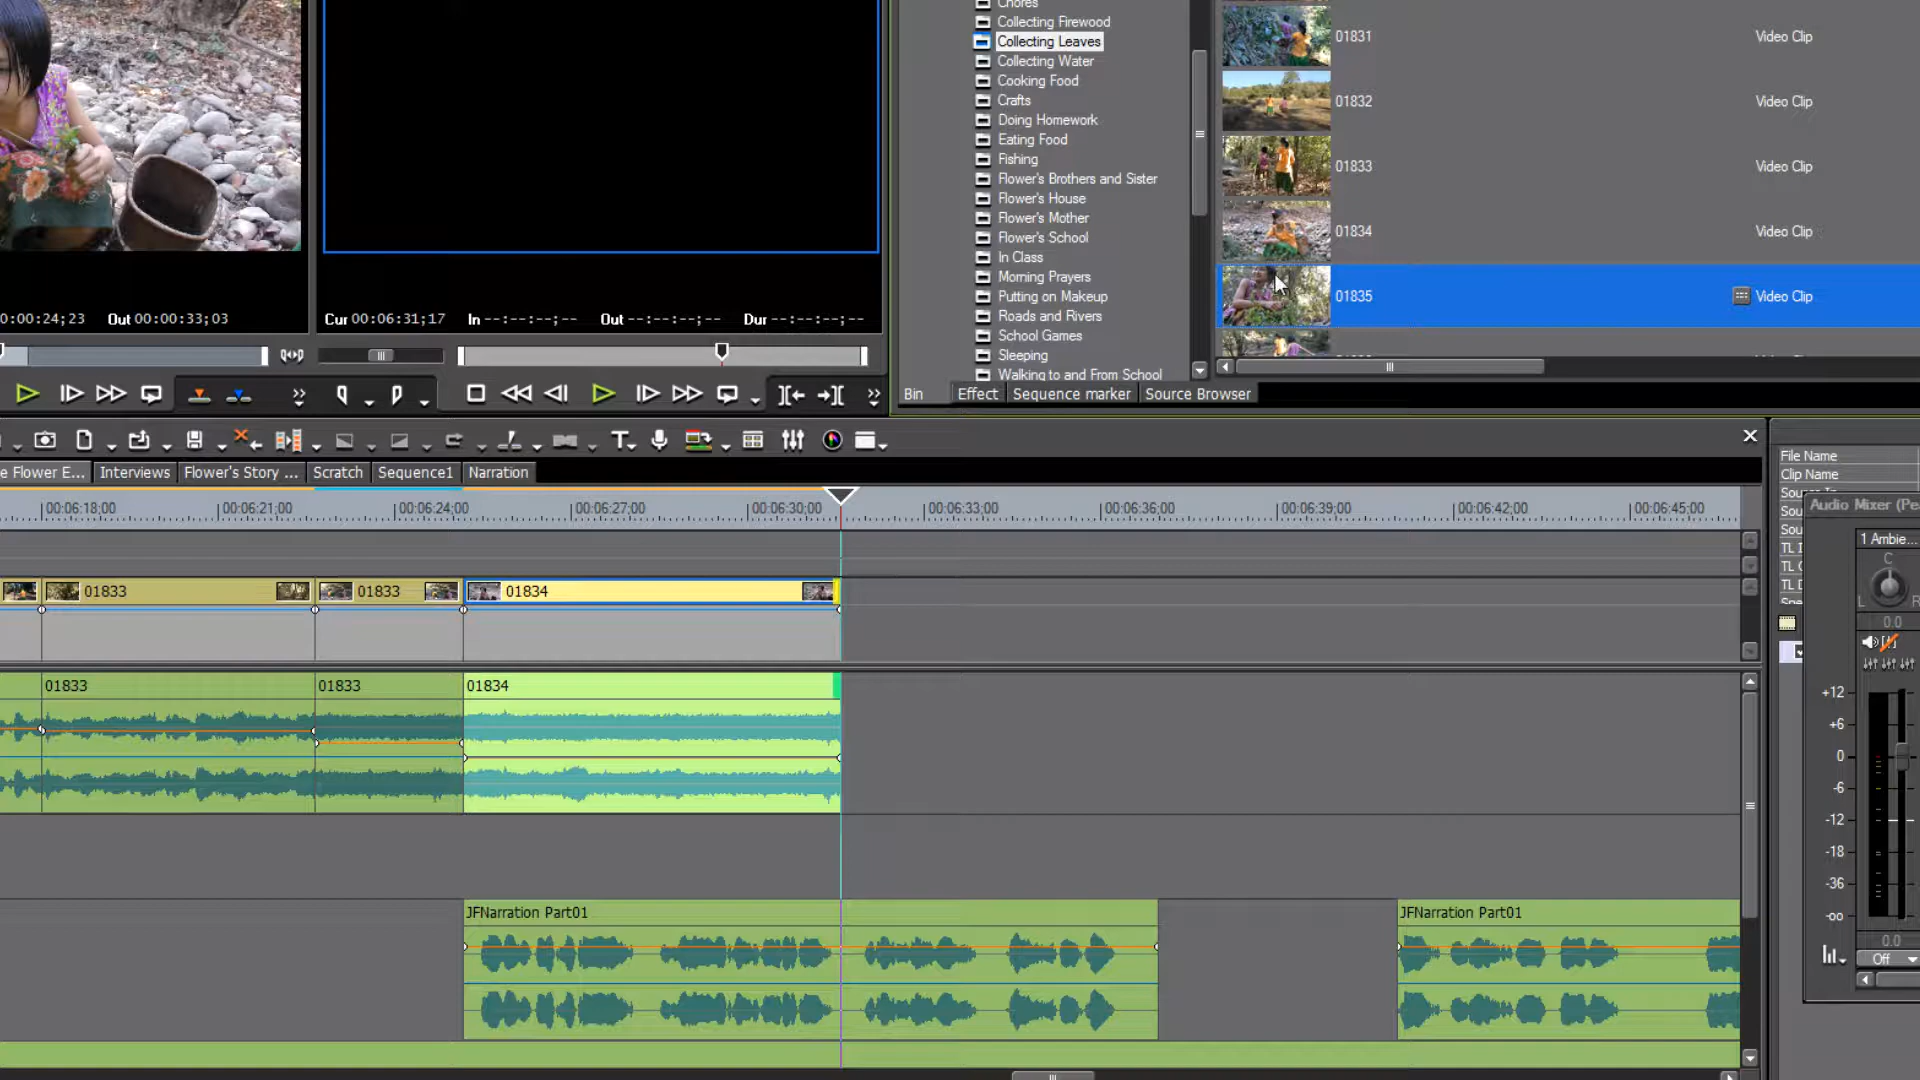 Chores
Collecting Firewood
Collecting Leaves
Collecting Water
Cooking Food
Crafts
Doing Homework
Eating Food
Fishing
Flower's Brothers and Sister
Flower's House
Flower's Mother
Flower's School
In Class
Morning Prayers
Putting on Makeup
Roads and Rivers
School Games
Sleeping
Walking to and From School
01831 Video Clip
01832 Video Clip
01833 Video Clip
01834 Video Clip
01835 Video Clip
0:00:24;23 Out 00:00:33;03
Cur 00:06:31;17 In --:--:--;-- Out --:--:--;-- Dur --:--:--;--
Bin Effect Sequence marker Source Browser
e Flower E... Interviews Flower's Story ... Scratch Sequence1 Narration
00:06:18;00 00:06:21;00 00:06:24;00 00:06:27;00 00:06:30;00 00:06:33;00 00:06:36;00 00:06:39;00 00:06:42;00 00:06:45;00
01833 01833 01834
01833 01833 01834
JFNarration Part01 JFNarration Part01
File Name
Clip Name
Sou
Sou
TL
TL
TL
Audio Mixer (Pe
1 Ambie...
C
L R
0.0
+12
+6
0
-6
-12
-18
-36
-oo
0.0
Off